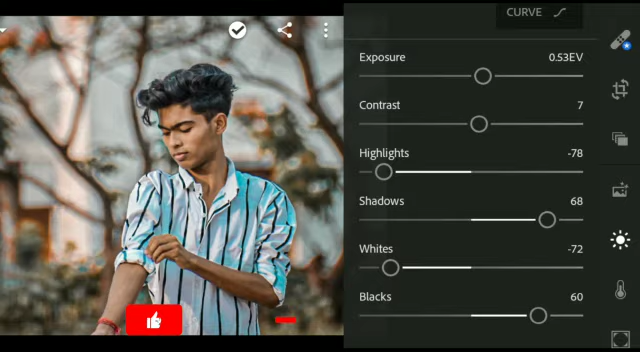 CURVE
Exposure 0.53EV
Contrast 7
Highlights -78
Shadows 68
Whites -72
Blacks 60